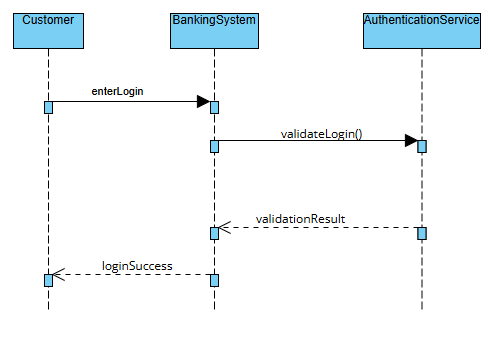 Customer
BankingSystem
AuthenticationService
enterLogin
validateLogin()
validationResult
loginSuccess